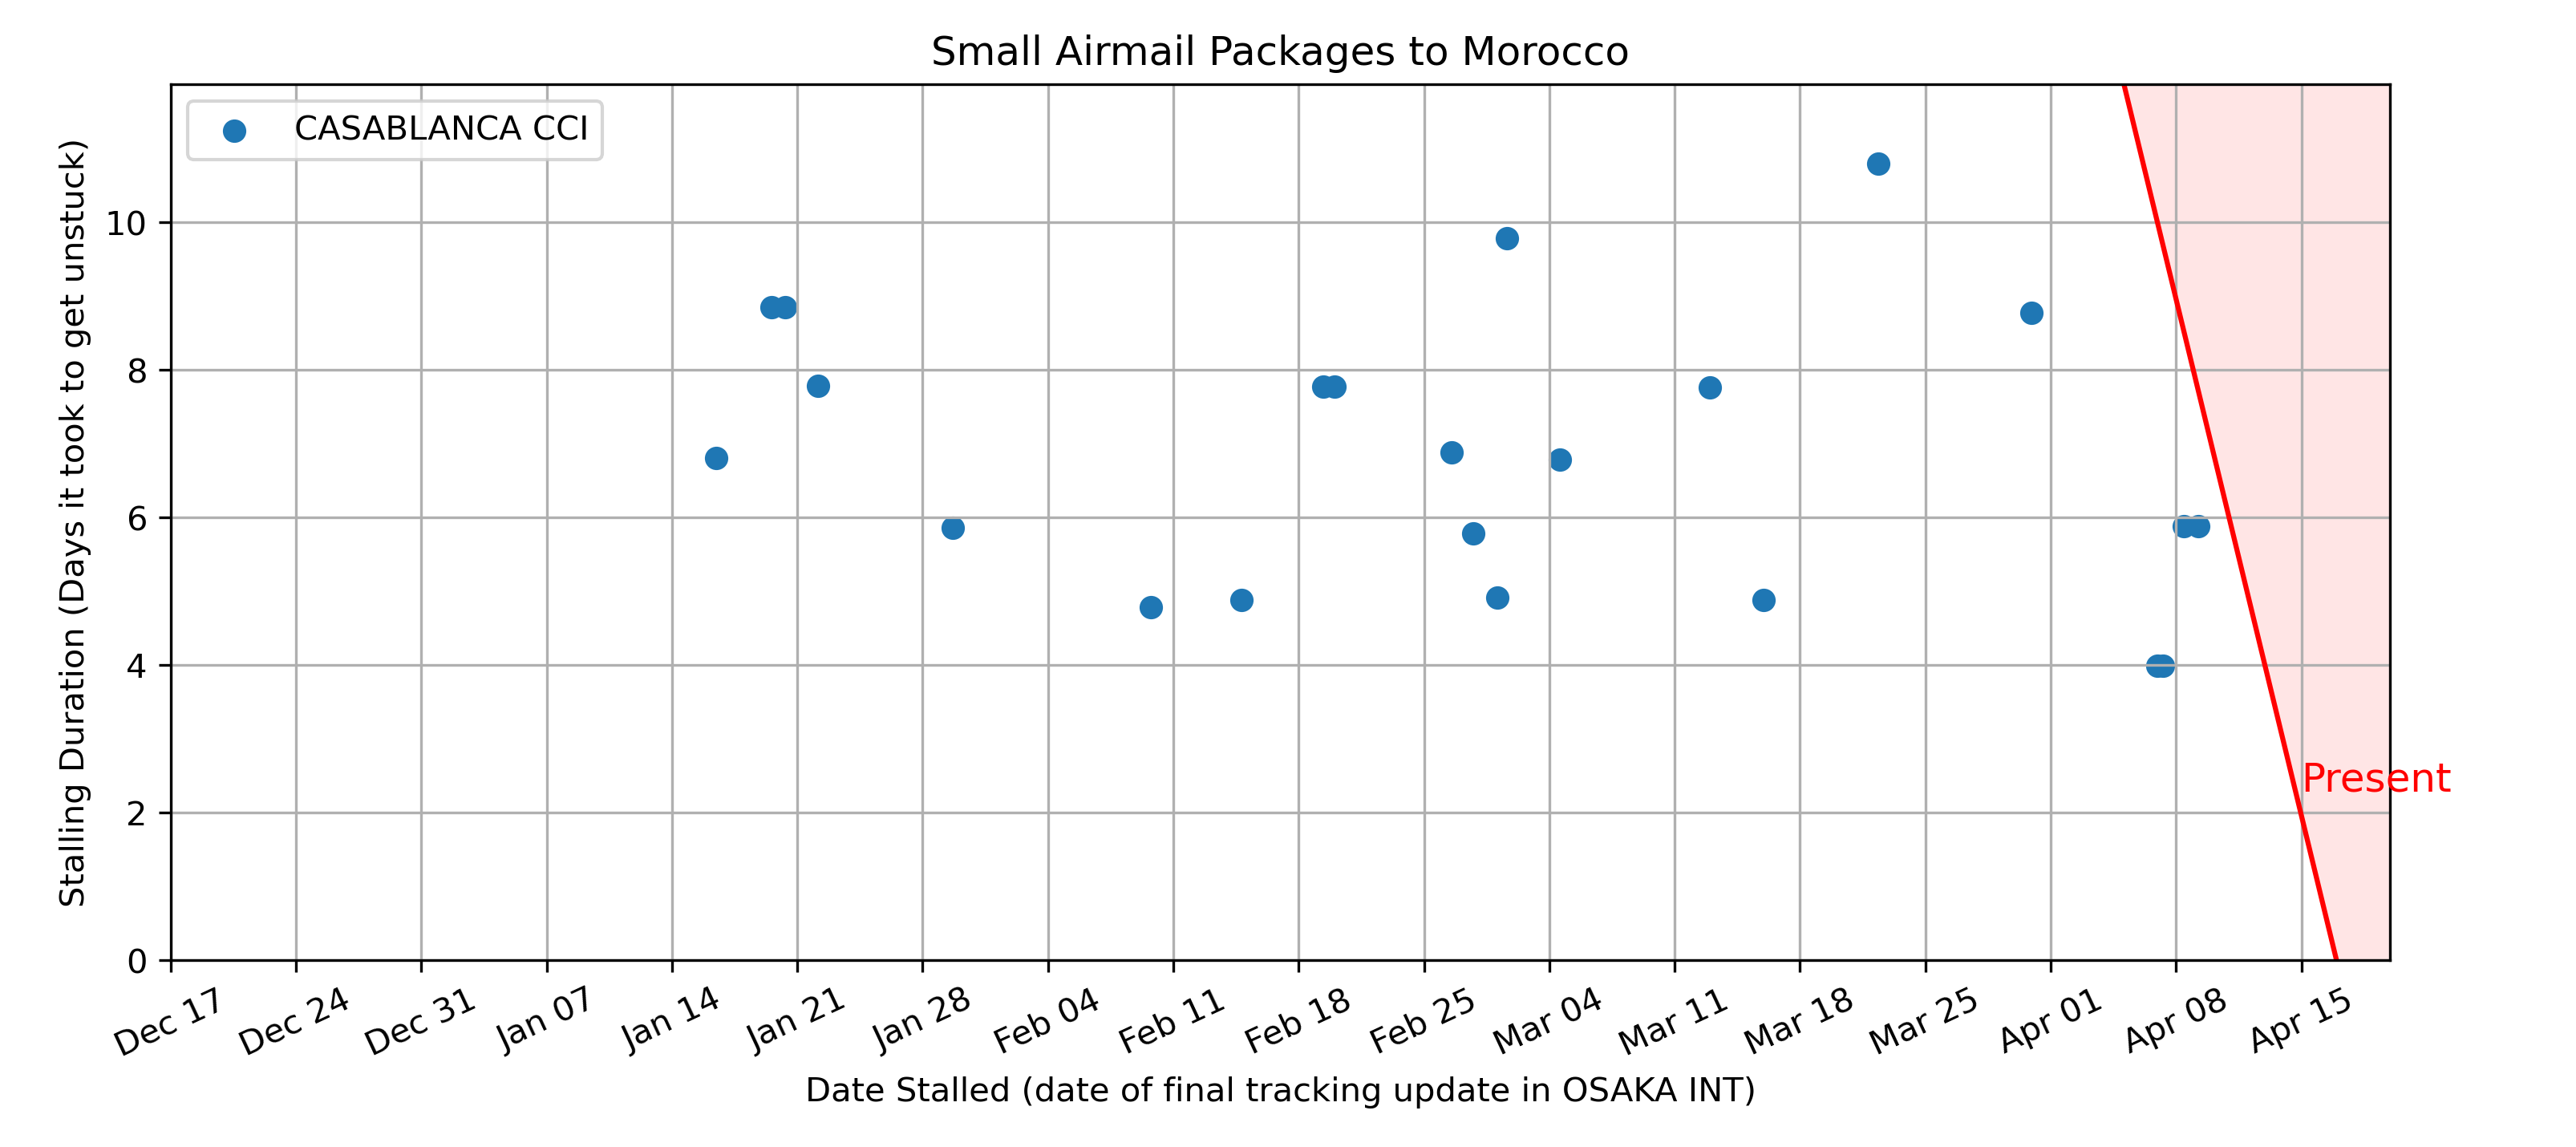 Small Airmail Packages to Morocco
CASABLANCA CCI
Stalling Duration (Days it took to get unstuck)
10
8
6
4
2
0
Present
Dec 17
Dec 24
Dec 31
Jan 07
Jan 14
Jan 21
Jan 28
Feb 04
Feb 11
Feb 18
Feb 25
Mar 04
Mar 11
Mar 18
Mar 25
Apr 01
Apr 08
Apr 15
Date Stalled (date of final tracking update in OSAKA INT)